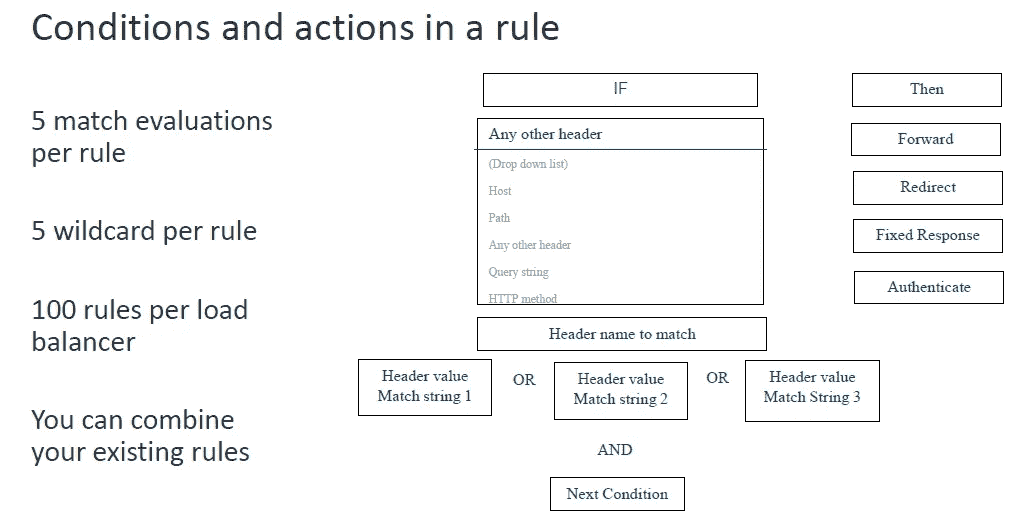 Conditions and actions in a rule
5 match evaluations
per rule
5 wildcard per rule
100 rules per load
balancer
You can combine
your existing rules
IF
Any other header
(Drop down list)
Host
Path
Any other header
Query string
HTTP method
Header name to match
Header value
Match string 1
OR
Header value
Match string 2
OR
Header value
Match String 3
AND
Next Condition
Then
Forward
Redirect
Fixed Response
Authenticate